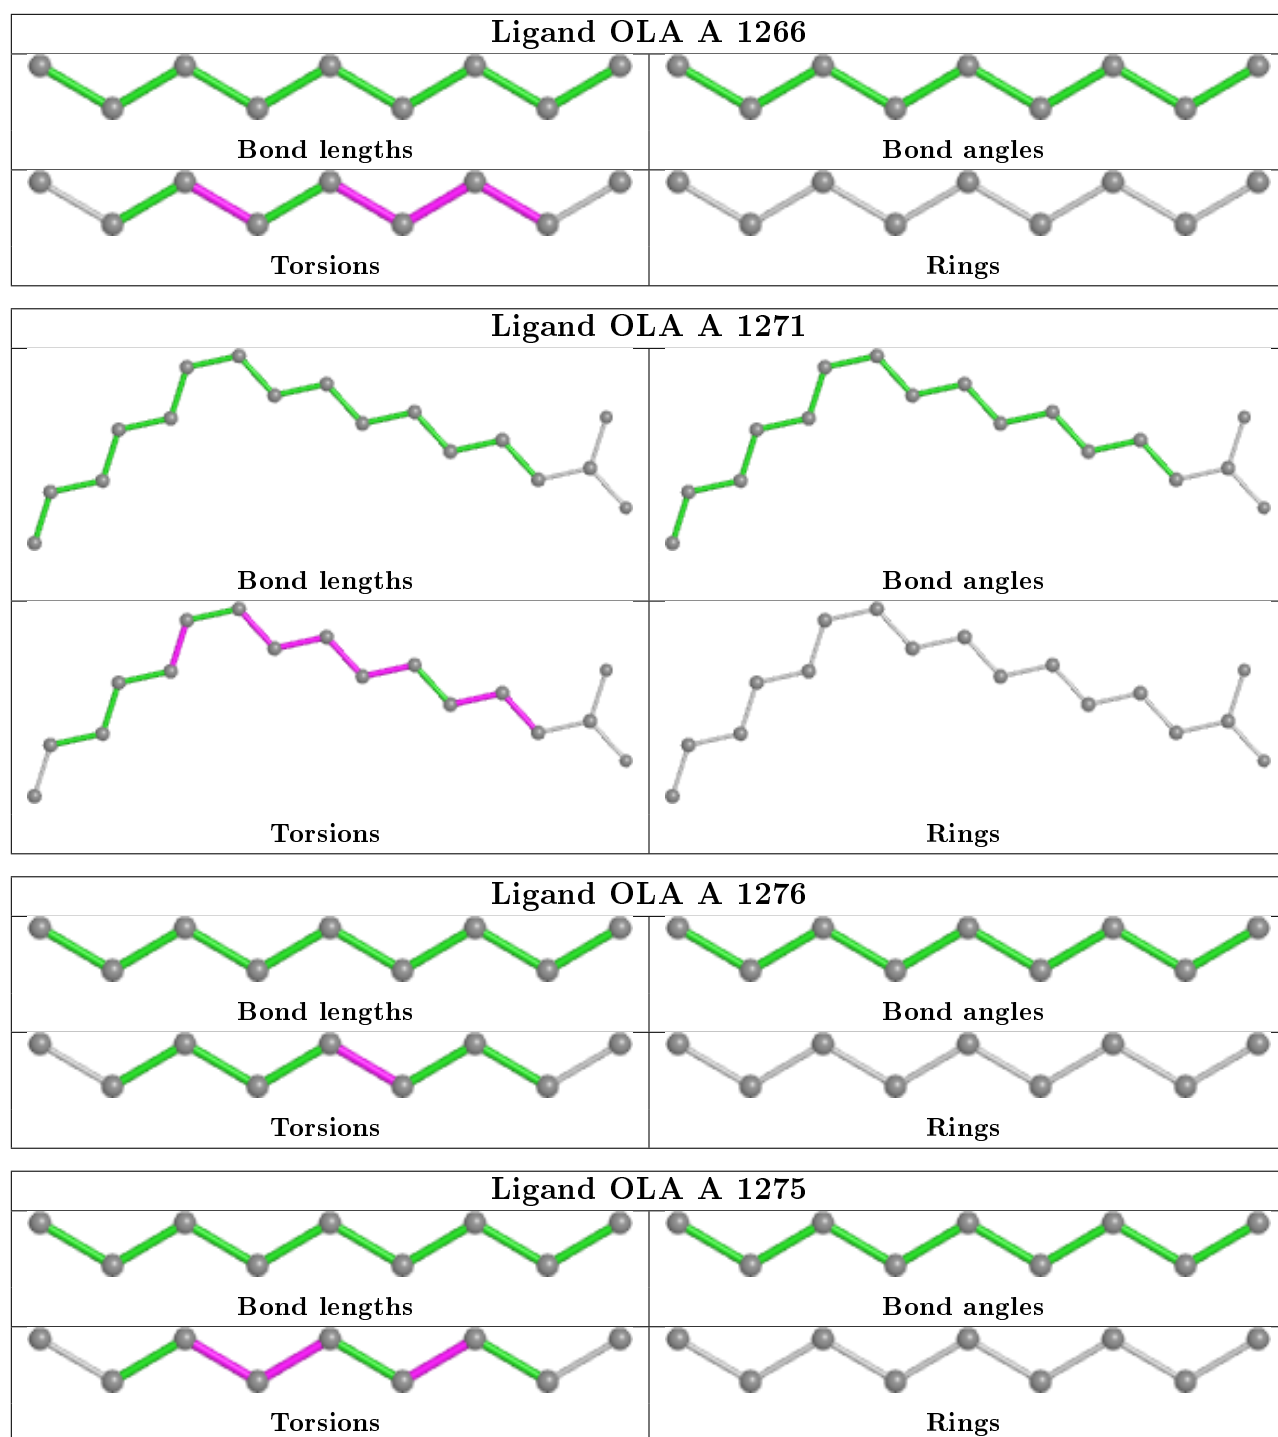 Ligand OLA A 1266
Bond lengths
Bond angles
Torsions
Rings
Ligand OLA A 1271
Bond lengths
Bond angles
Torsions
Rings
Ligand OLA A 1276
Bond lengths
Bond angles
Torsions
Rings
Ligand OLA A 1275
Bond lengths
Bond angles
Torsions
Rings